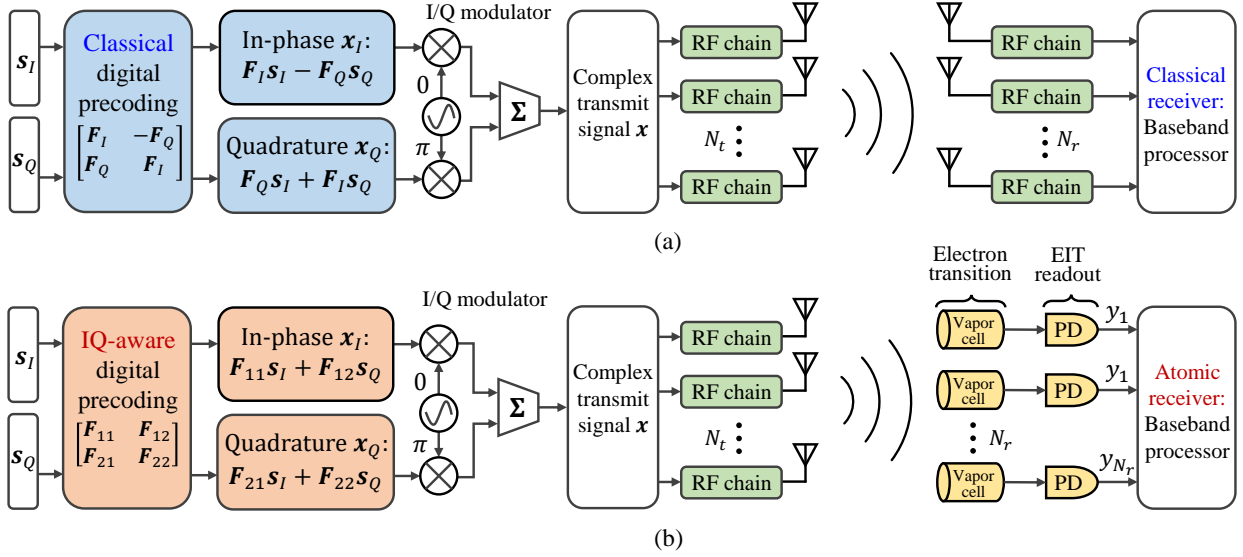 I/Q modulator
s_I
s_Q
Classical
digital
precoding
[F_I -F_Q
F_Q F_I]
In-phase x_I:
F_I s_I − F_Q s_Q
Quadrature x_Q:
F_Q s_I + F_I s_Q
0
π
Σ
Complex
transmit
signal x
RF chain
RF chain
N_t
RF chain
RF chain
RF chain
N_r
RF chain
Classical
receiver:
Baseband
processor
(a)
I/Q modulator
s_I
s_Q
IQ-aware
digital
precoding
[F_11 F_12
F_21 F_22]
In-phase x_I:
F_11 s_I + F_12 s_Q
Quadrature x_Q:
F_21 s_I + F_22 s_Q
0
π
Σ
Complex
transmit
signal x
RF chain
RF chain
N_t
RF chain
Electron
transition
EIT
readout
Vapor
cell
PD
y_1
Vapor
cell
PD
y_1
N_r
Vapor
cell
PD
y_{N_r}
Atomic
receiver:
Baseband
processor
(b)